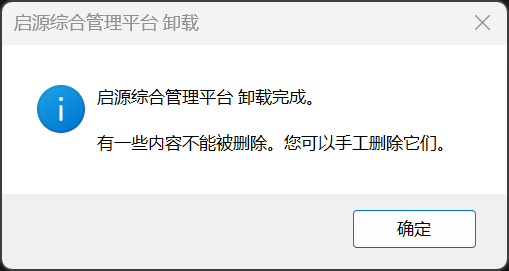 启源综合管理平台 卸载
启源综合管理平台 卸载完成。
有一些内容不能被删除。您可以手工删除它们。
确定